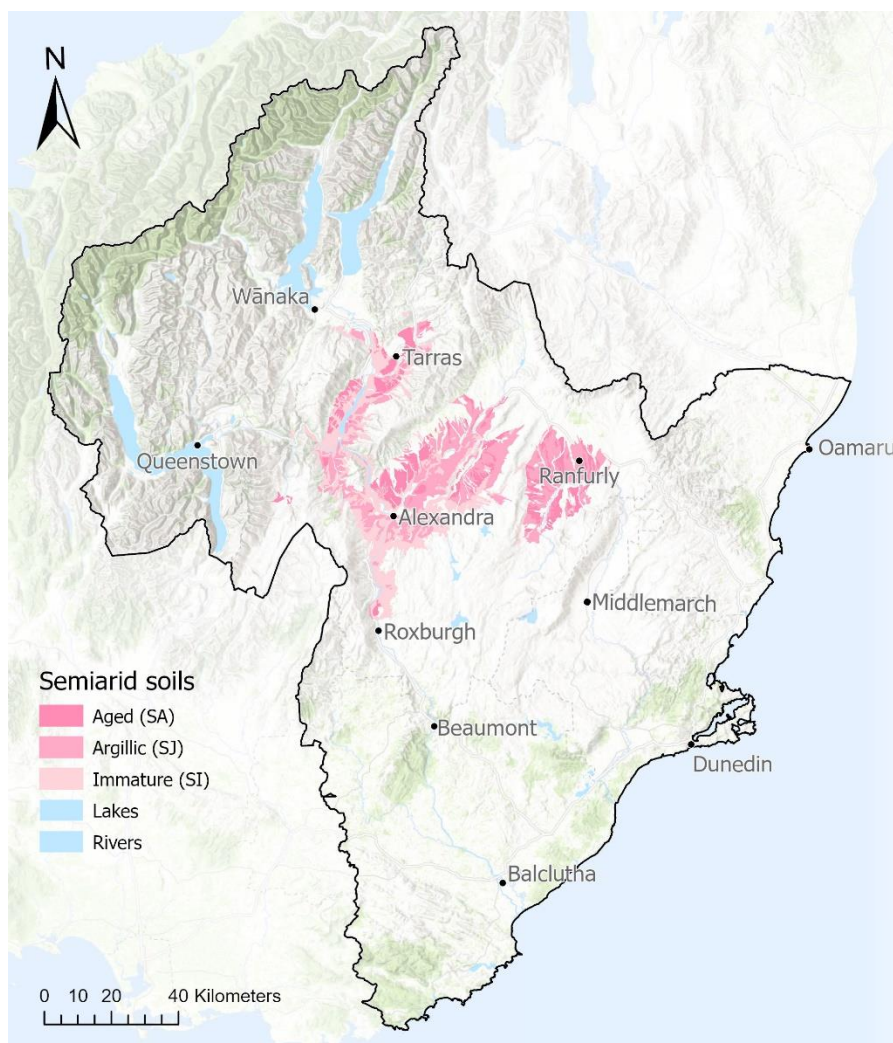 N
Wānaka
Tarras
Queenstown
Ranfurly
Oamaru
Alexandra
Middlemarch
Roxburgh
Semiarid soils
Aged (SA)
Argillic (SJ)
Immature (SI)
Lakes
Rivers
Beaumont
Dunedin
Balclutha
0 10 20 40 Kilometers